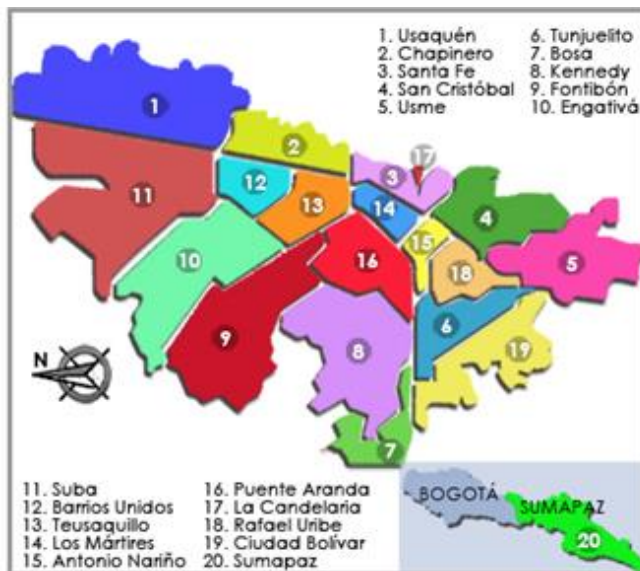 1. Usaquén
2. Chapinero
3. Santa Fe
4. San Cristóbal
5. Usme
6. Tunjuelito
7. Bosa
8. Kennedy
9. Fontibón
10. Engativá
1
2
3
17
12
13
14
4
11
15
10
16
18
5
6
9
8
19
N
7
11. Suba
12. Barrios Unidos
13. Teusaquillo
14. Los Mártires
15. Antonio Nariño
16. Puente Aranda
17. La Candelaria
18. Rafael Uribe
19. Ciudad Bolívar
20. Sumapaz
BOGOTÁ
SUMAPAZ
20